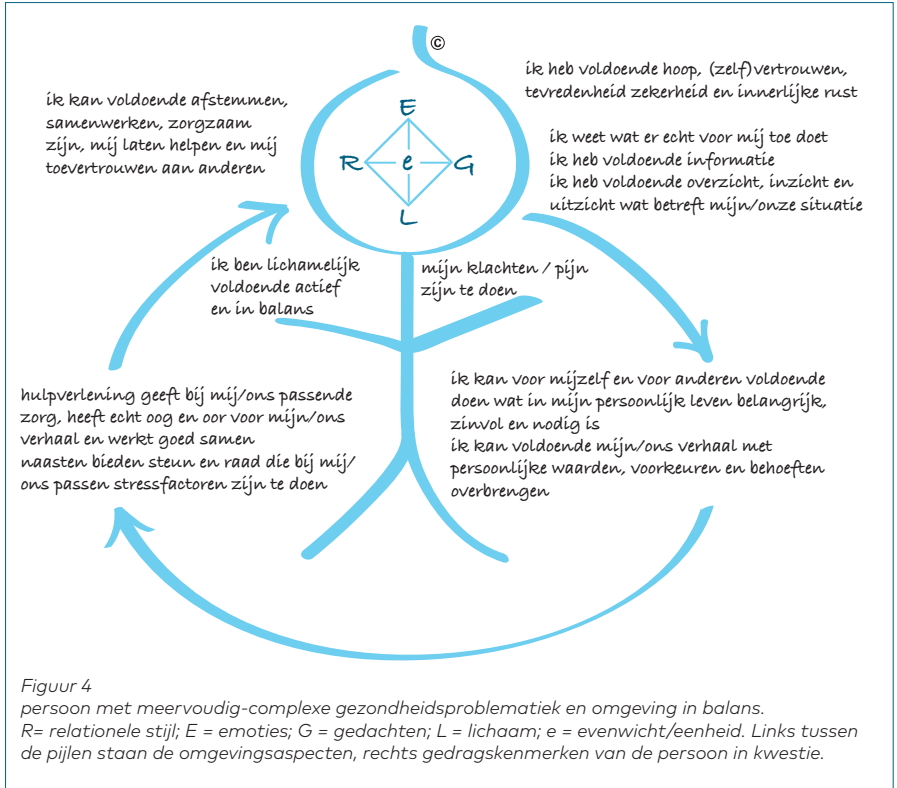 ©
ik heb voldoende hoop, (zelf)vertrouwen,
tevredenheid zekerheid en innerlijke rust
ik kan voldoende afstemmen,
samenwerken, zorgzaam
zijn, mij laten helpen en mij
toevertrouwen aan anderen
E
R e G
L
ik weet wat er echt voor mij toe doet
ik heb voldoende informatie
ik heb voldoende overzicht, inzicht en
uitzicht wat betreft mijn/onze situatie
ik ben lichamelijk
voldoende actief
en in balans
mijn klachten / pijn
zijn te doen
hulpverlening geeft bij mij/ons passende
zorg, heeft echt oog en oor voor mijn/ons
verhaal en werkt goed samen
naasten bieden steun en raad die bij mij/
ons passen stressfactoren zijn te doen
ik kan voor mijzelf en voor anderen voldoende
doen wat in mijn persoonlijk leven belangrijk,
zinvol en nodig is
ik kan voldoende mijn/ons verhaal met
persoonlijke waarden, voorkeuren en behoeften
overbrengen
Figuur 4
persoon met meervoudig-complexe gezondheidsproblematiek en omgeving in balans.
R= relationele stijl; E = emoties; G = gedachten; L = lichaam; e = evenwicht/eenheid. Links tussen
de pijlen staan de omgevingsaspecten, rechts gedragskenmerken van de persoon in kwestie.